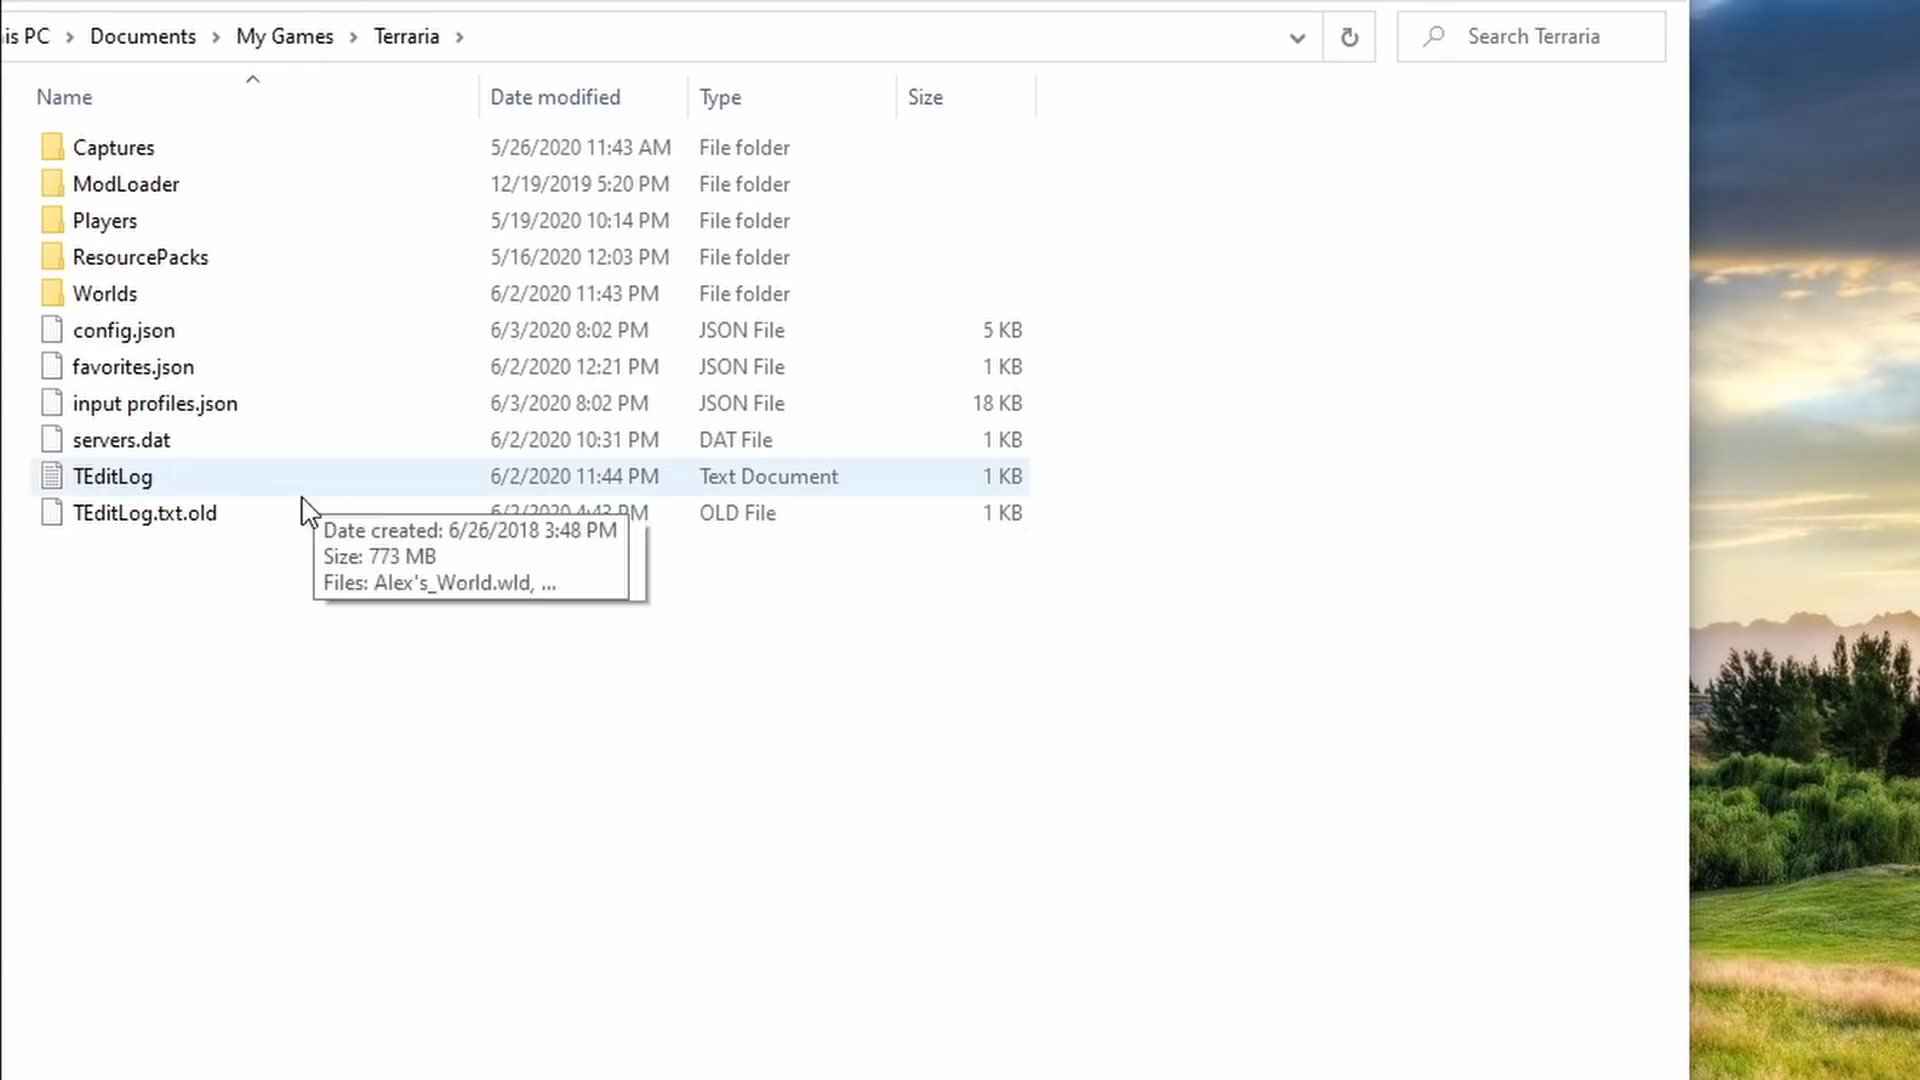 is PC > Documents > My Games > Terraria >
Search Terraria
Name Date modified Type Size
Captures 5/26/2020 11:43 AM File folder
ModLoader 12/19/2019 5:20 PM File folder
Players 5/19/2020 10:14 PM File folder
ResourcePacks 5/16/2020 12:03 PM File folder
Worlds 6/2/2020 11:43 PM File folder
config.json 6/3/2020 8:02 PM JSON File 5 KB
favorites.json 6/2/2020 12:21 PM JSON File 1 KB
input profiles.json 6/3/2020 8:02 PM JSON File 18 KB
servers.dat 6/2/2020 10:31 PM DAT File 1 KB
TEditLog 6/2/2020 11:44 PM Text Document 1 KB
TEditLog.txt.old 6/2/2020 4:43 PM OLD File 1 KB
Date created: 6/26/2018 3:48 PM
Size: 773 MB
Files: Alex's_World.wld, ...